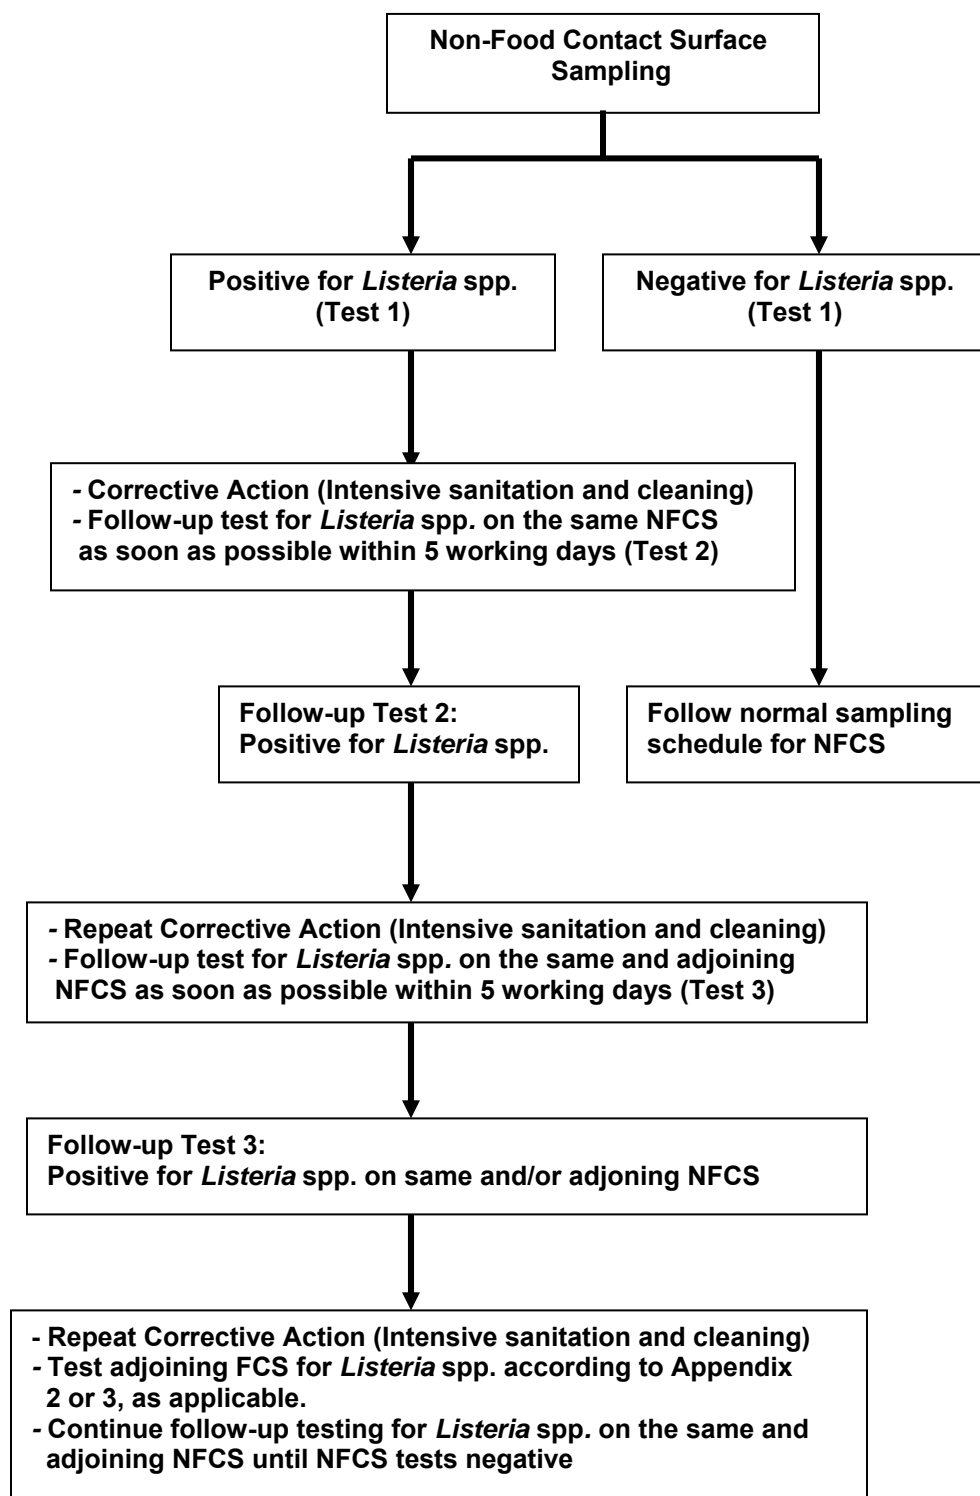 Non-Food Contact Surface
Sampling
Positive for Listeria spp.
(Test 1)
Negative for Listeria spp.
(Test 1)
- Corrective Action (Intensive sanitation and cleaning)
- Follow-up test for Listeria spp. on the same NFCS
as soon as possible within 5 working days (Test 2)
Follow-up Test 2:
Positive for Listeria spp.
Follow normal sampling
schedule for NFCS
- Repeat Corrective Action (Intensive sanitation and cleaning)
- Follow-up test for Listeria spp. on the same and adjoining
NFCS as soon as possible within 5 working days (Test 3)
Follow-up Test 3:
Positive for Listeria spp. on same and/or adjoning NFCS
- Repeat Corrective Action (Intensive sanitation and cleaning)
- Test adjoining FCS for Listeria spp. according to Appendix
2 or 3, as applicable.
- Continue follow-up testing for Listeria spp. on the same and
adjoining NFCS until NFCS tests negative